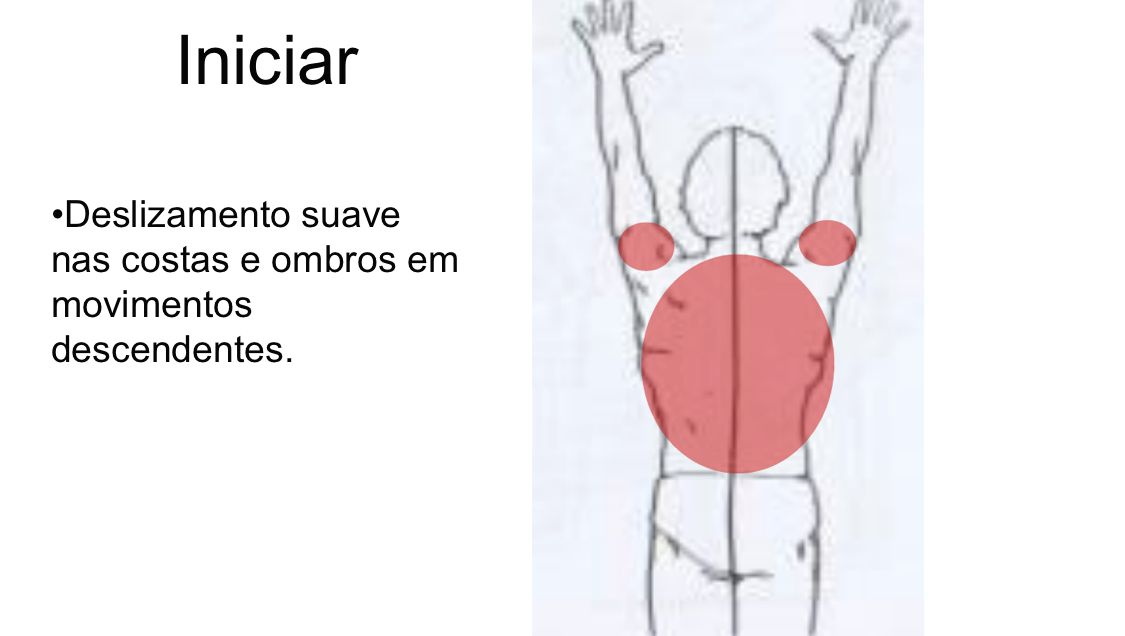 Iniciar
•Deslizamento suave
nas costas e ombros em
movimentos
descendentes.